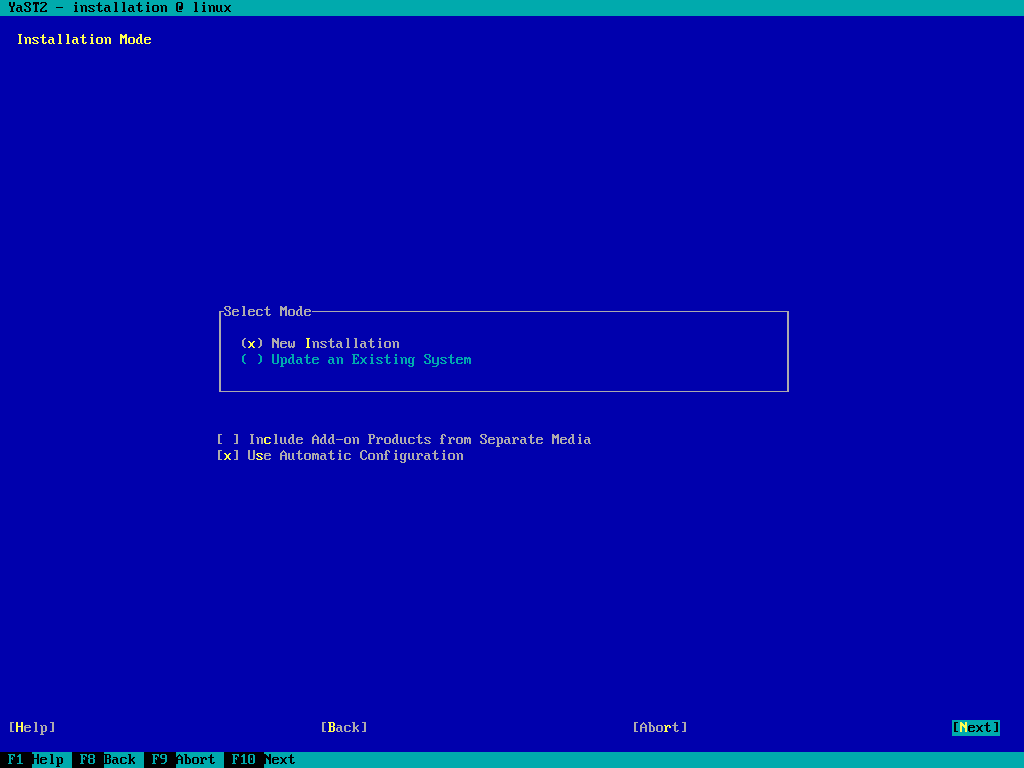 YaST2 - installation @ linux
Installation Mode
Select Mode
(x) New Installation
( ) Update an Existing System
[ ] Include Add-on Products from Separate Media
[x] Use Automatic Configuration
[Help] [Back] [Abort] [Next]
F1 Help F8 Back F9 Abort F10 Next